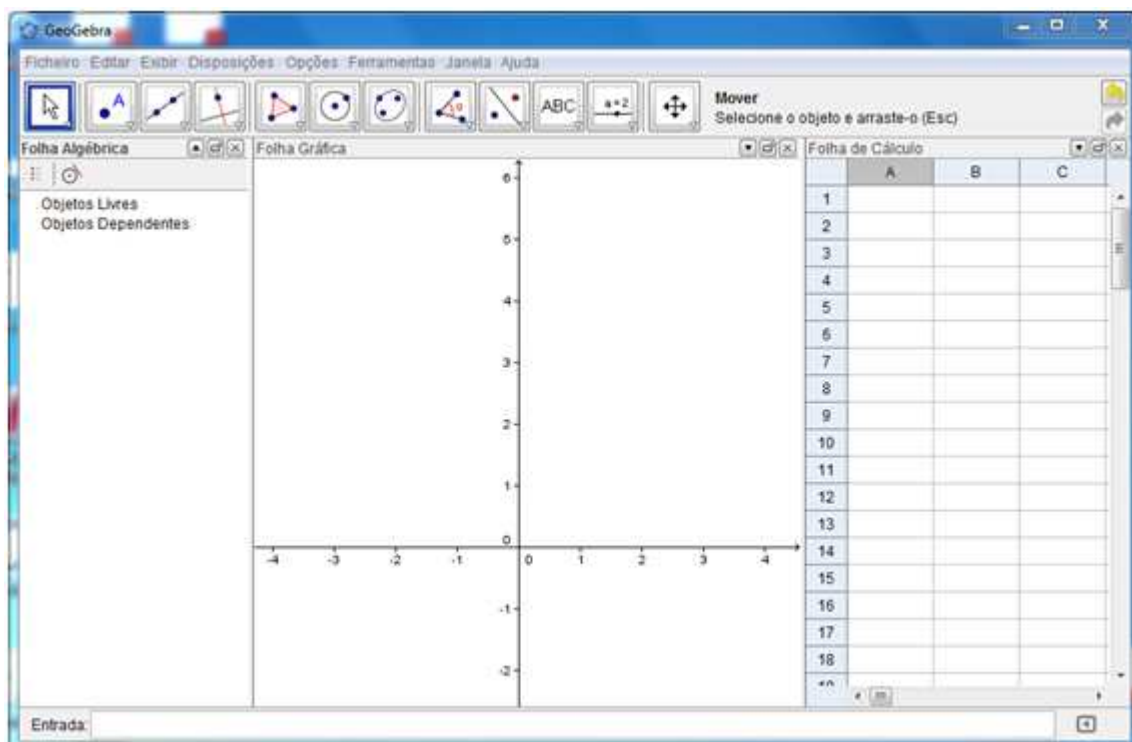 GeoGebra
Ficheiro Editar Exibir Disposições Opções Ferramentas Janela Ajuda
A
ABC
a=2
Mover
Selecione o objeto e arraste-o (Esc)
Folha Algébrica
Folha Gráfica
Folha de Cálculo
Objetos Livres
Objetos Dependentes
6
5
4
3
2
1
0
-4 -3 -2 -1 0 1 2 3 4
-1
-2
A B C
1
2
3
4
5
6
7
8
9
10
11
12
13
14
15
16
17
18
Entrada: